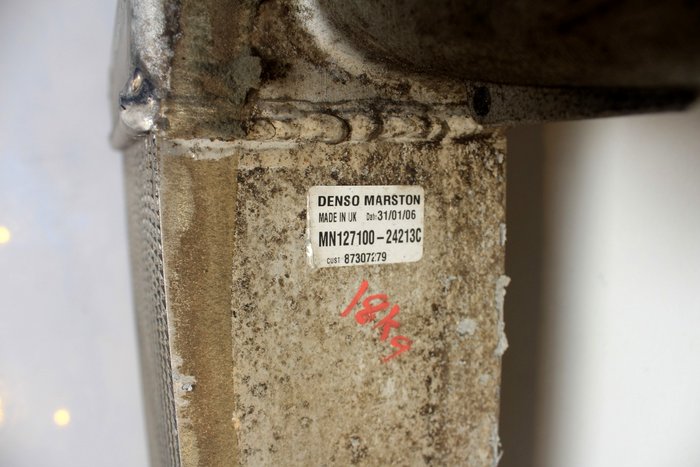 DENSO MARSTON
MADE IN UK Date 31/01/06
MN127100-24213C
CUST 87307279
18kg